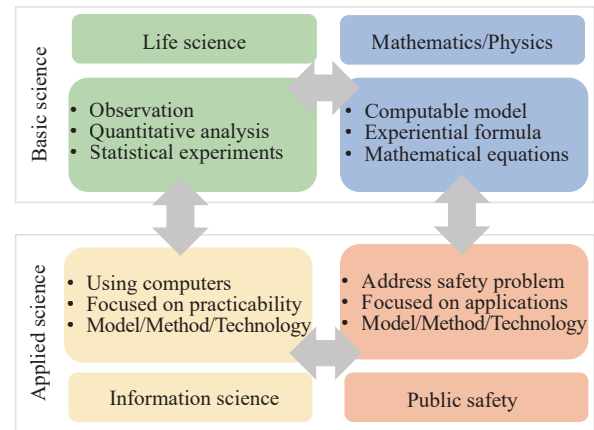 Basic science
Life science
• Observation
• Quantitative analysis
• Statistical experiments
Mathematics/Physics
• Computable model
• Experiential formula
• Mathematical equations
Applied science
• Using computers
• Focused on practicability
• Model/Method/Technology
Information science
• Address safety problem
• Focused on applications
• Model/Method/Technology
Public safety